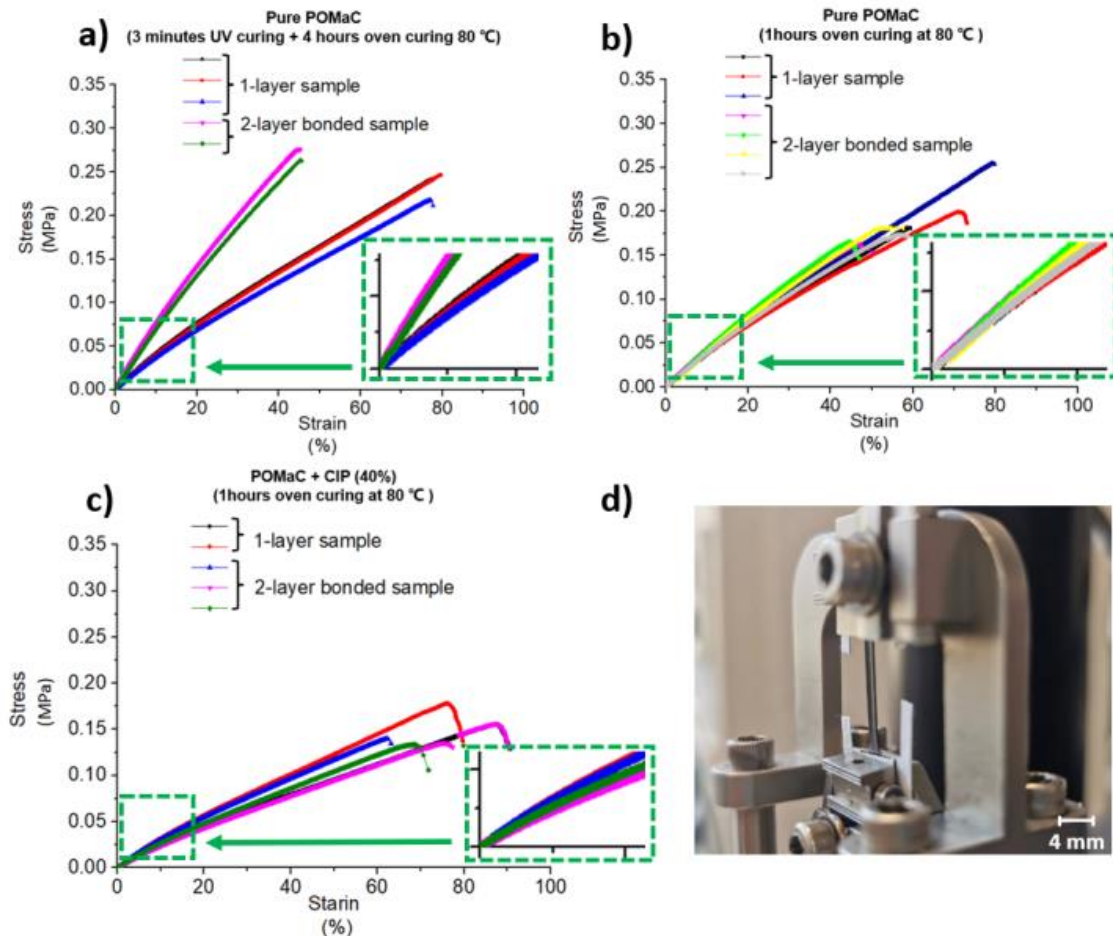 a)
Pure POMaC
(3 minutes UV curing + 4 hours oven curing 80 ℃)
1-layer sample
2-layer bonded sample
0.35
0.30
0.25
0.20
0.15
0.10
0.05
0.00
Stress
(MPa)
0 20 40 60 80 100
Strain
(%)
b)
Pure POMaC
(1hours oven curing at 80 ℃)
1-layer sample
2-layer bonded sample
0.35
0.30
0.25
0.20
0.15
0.10
0.05
0.00
Stress
(MPa)
0 20 40 60 80 100
Strain
(%)
c)
POMaC + CIP (40%)
(1hours oven curing at 80 ℃ )
1-layer sample
2-layer bonded sample
0.35
0.30
0.25
0.20
0.15
0.10
0.05
0.00
Stress
(MPa)
0 20 40 60 80 100
Starin
(%)
d)
4 mm